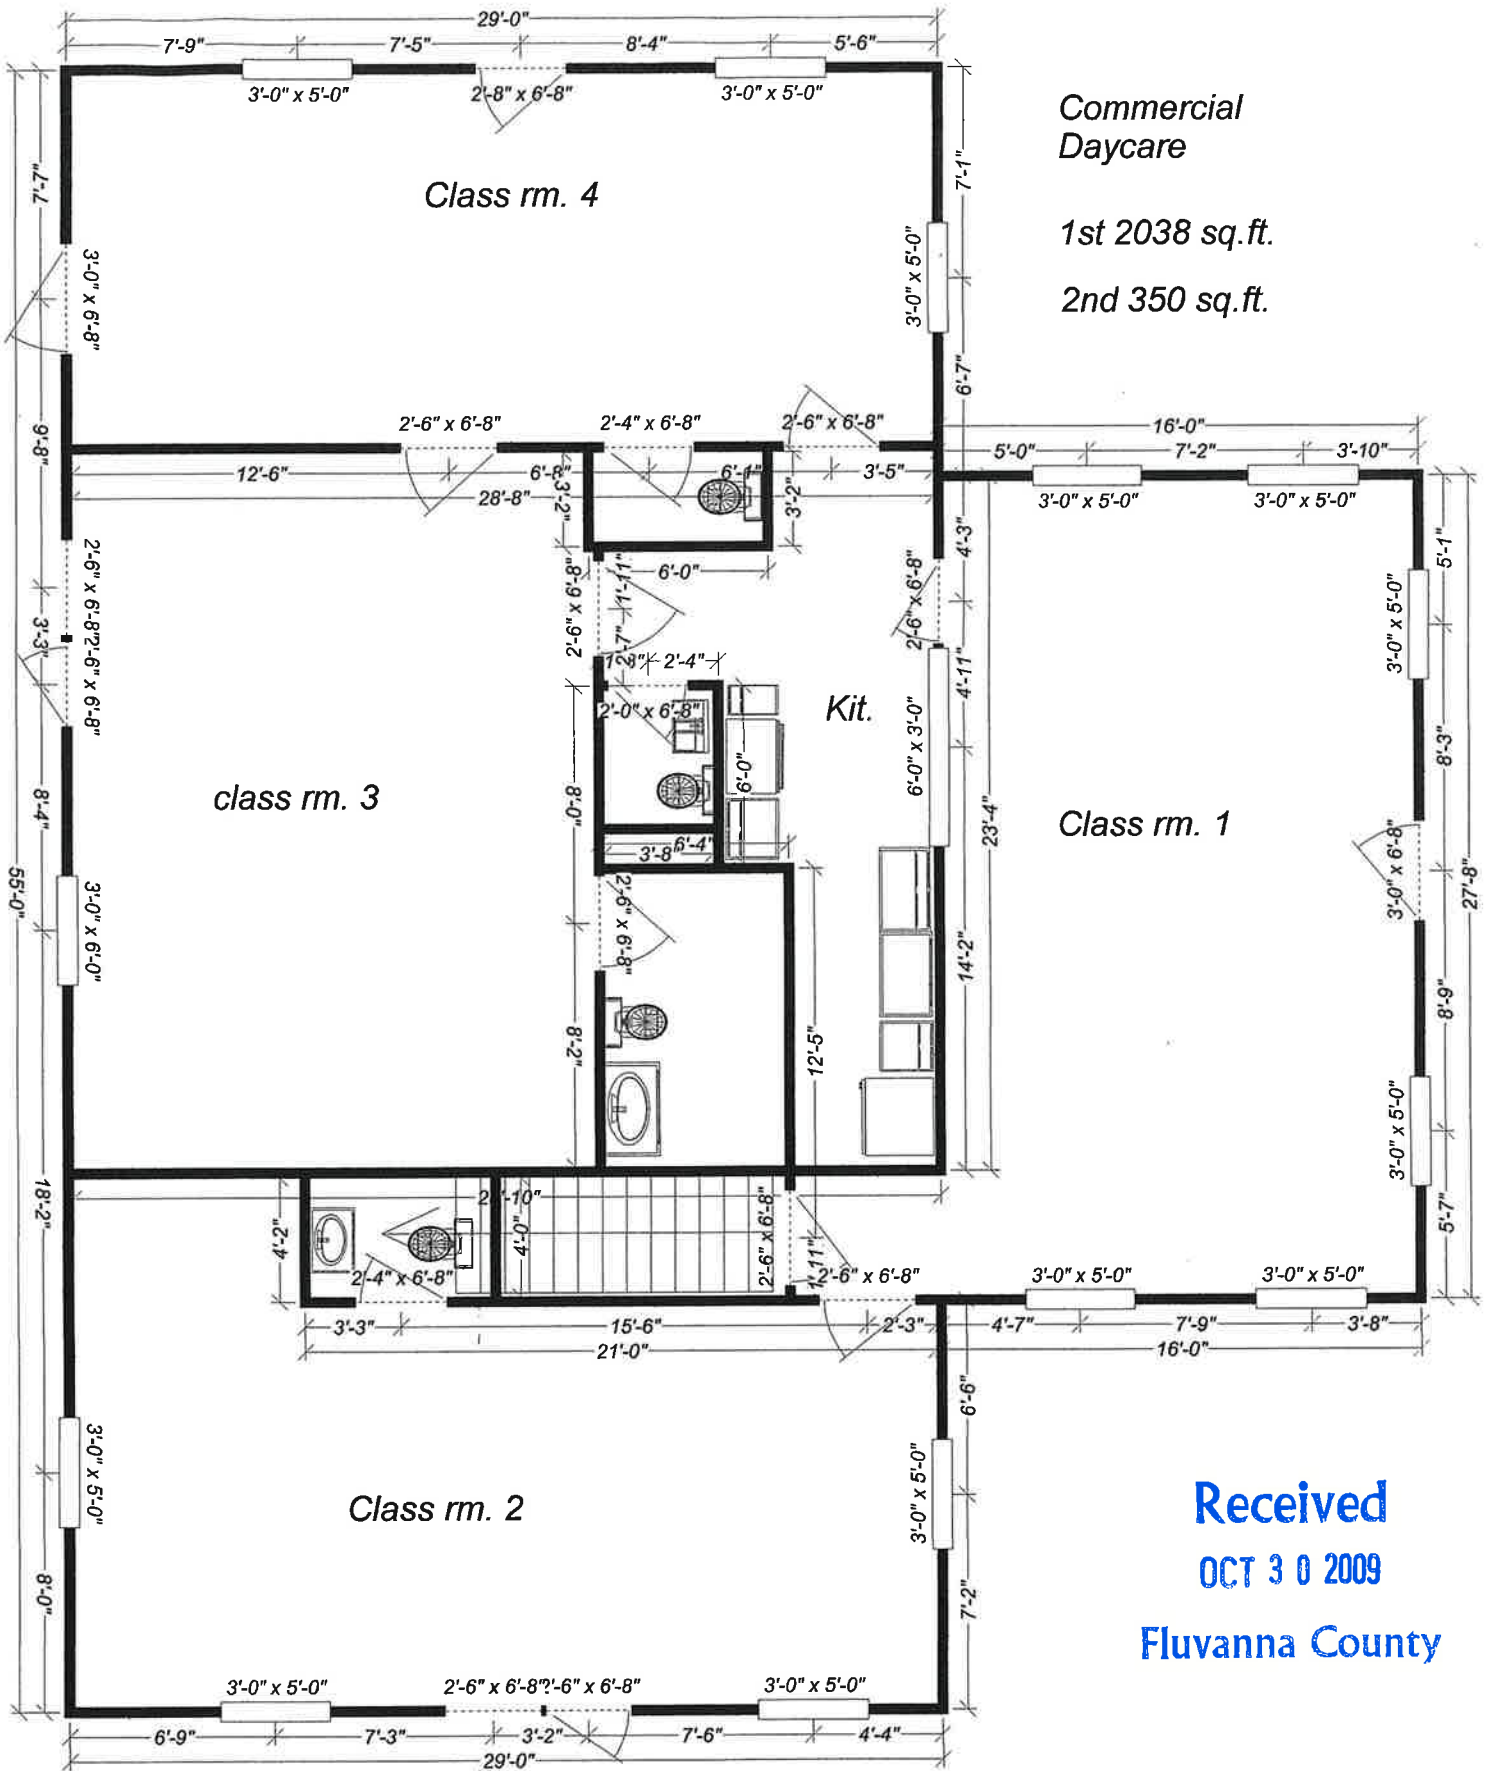 29'-0"
7'-9" 7'-5" 8'-4" 5'-6"
3'-0" x 5'-0" 2'-8" x 6'-8" 3'-0" x 5'-0"
Commercial
Daycare
1st 2038 sq.ft.
2nd 350 sq.ft.
Class rm. 4
7'-7"
7'-1"
3'-0" x 6'-8"
3'-0" x 5'-0"
6'-7"
9'-8"
2'-6" x 6'-8" 2'-4" x 6'-8" 2'-6" x 6'-8"
16'-0"
5'-0" 7'-2" 3'-10"
12'-6" 6'-8" 6'-1" 3'-5"
28'-8"
3'-2" 3'-2"
3'-0" x 5'-0" 3'-0" x 5'-0"
4'-3"
5'-1"
6'-0"
2'-6" x 6'-8"
1'-11"
2'-6" x 6'-8"
2'-6" x 6'-8"
2'-6" x 6'-8"
3'-3"
2'-7"
1'-8" 2'-4"
4'-11"
3'-0" x 5'-0"
2'-0" x 6'-8"
Kit.
6'-0" x 3'-0"
8'-3"
6'-0"
class rm. 3
8'-0"
8'-4"
23'-4"
Class rm. 1
3'-8" 6'-4"
55'-0"
3'-0" x 6'-0"
2'-6" x 6'-8"
3'-0" x 6'-8"
27'-8"
14'-2"
8'-9"
8'-2"
12'-5"
3'-0" x 5'-0"
18'-2"
5'-7"
4'-2"
4'-0"
2'-6" x 6'-8"
1'-11"
2'-4" x 6'-8" 2'-6" x 6'-8" 3'-0" x 5'-0" 3'-0" x 5'-0"
3'-3" 15'-6" 2'-3" 4'-7" 7'-9" 3'-8"
21'-0" 16'-0"
6'-6"
3'-0" x 5'-0"
3'-0" x 5'-0"
Class rm. 2
8'-0"
7'-2"
Received
OCT 3 0 2009
Fluvanna County
3'-0" x 5'-0" 2'-6" x 6'-8" 2'-6" x 6'-8" 3'-0" x 5'-0"
6'-9" 7'-3" 3'-2" 7'-6" 4'-4"
29'-0"